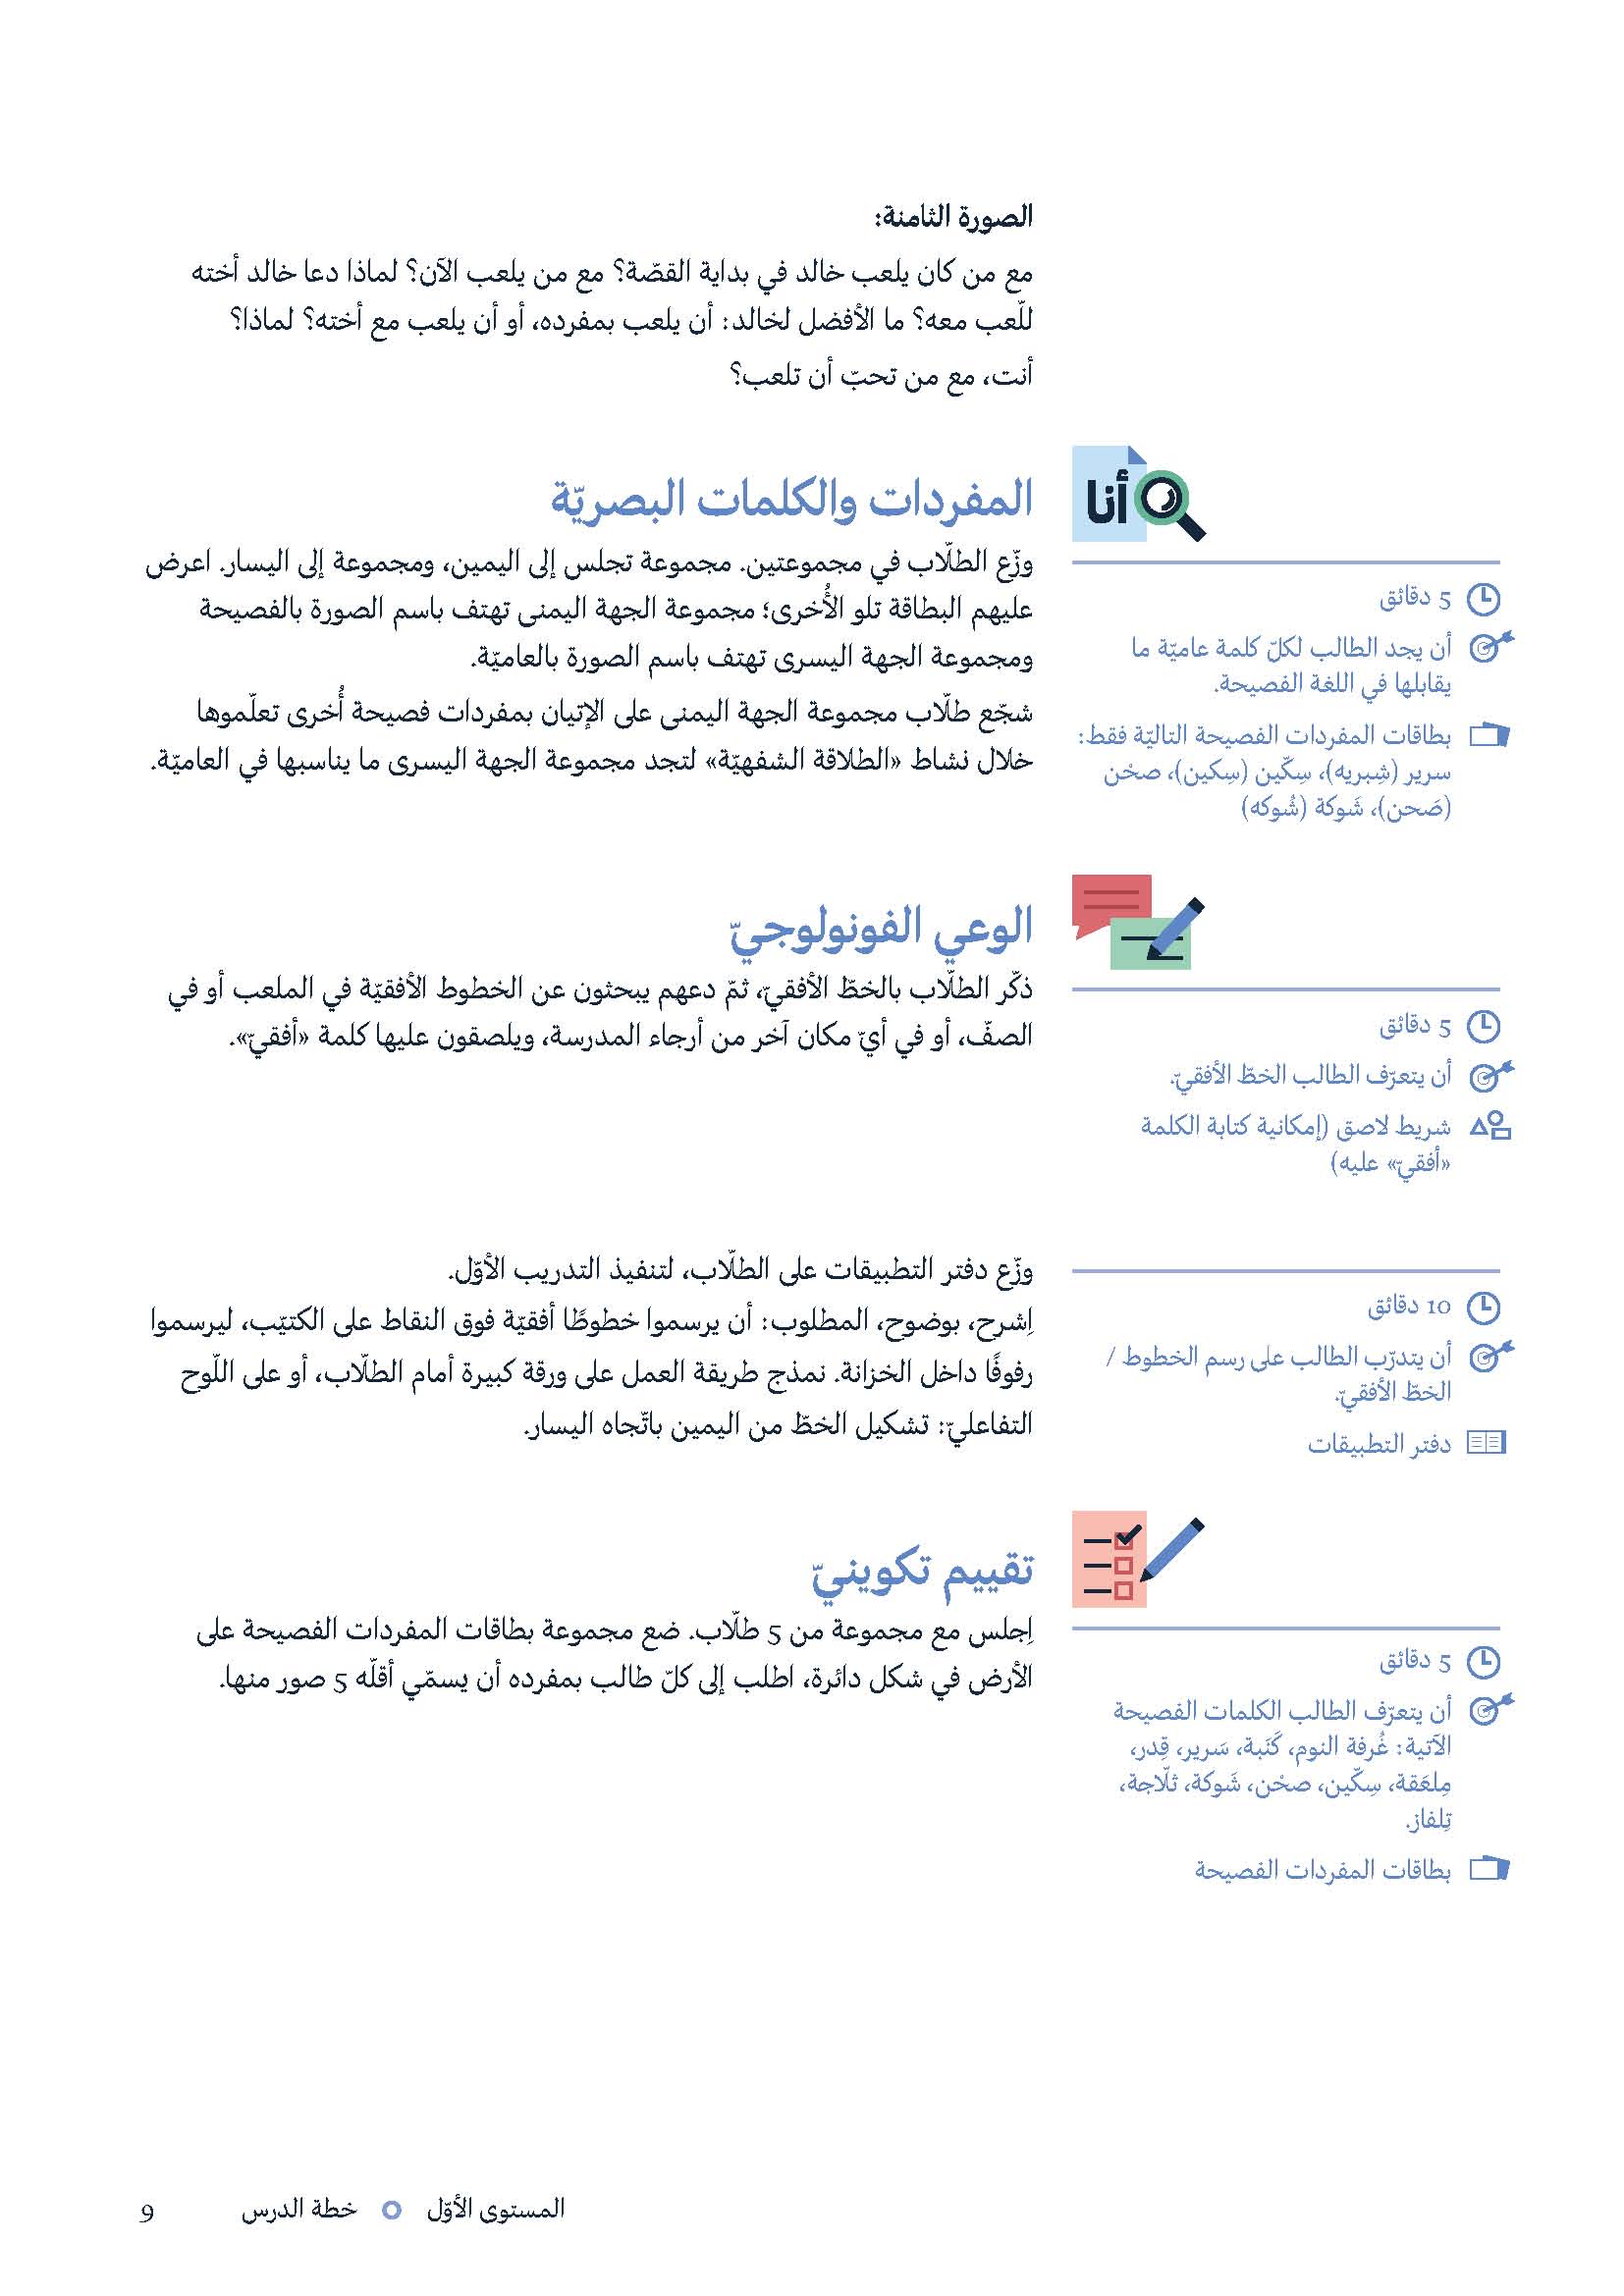 الصورة الثامنة:
مع من كان يلعب خالد في بداية القصّة؟ مع من يلعب الآن؟ لماذا دعا خالد أخته
للّعب معه؟ ما الأفضل لخالد: أن يلعب بمفرده، أو أن يلعب مع أخته؟ لماذا؟
أنت، مع من تحبّ أن تلعب؟
أنا
المفردات والكلمات البصريّة
5 دقائق
أن يجد الطالب لكلّ كلمة عاميّة ما
يقابلها في اللغة الفصيحة.
بطاقات المفردات الفصيحة التاليّة فقط:
سرير (شِبريه)، سِكّين (سِكين)، صحْن
(صَحن)، شَوكة (شُوكه)
وزّع الطلّاب في مجموعتين. مجموعة تجلس إلى اليمين، ومجموعة إلى اليسار. اعرض
عليهم البطاقة تلو الأُخرى؛ مجموعة الجهة اليمنى تهتف باسم الصورة بالفصيحة
ومجموعة الجهة اليسرى تهتف باسم الصورة بالعاميّة.
شجّع طلّاب مجموعة الجهة اليمنى على الإتيان بمفردات فصيحة أُخرى تعلّموها
خلال نشاط «الطلاقة الشفهيّة» لتجد مجموعة الجهة اليسرى ما يناسبها في العاميّة.
الوعي الفونولوجيّ
5 دقائق
أن يتعرّف الطالب الخطّ الأفقيّ.
شريط لاصق (إمكانية كتابة الكلمة
«أفقيّ» عليه)
ذكّر الطلّاب بالخطّ الأفقيّ، ثمّ دعهم يبحثون عن الخطوط الأفقيّة في الملعب أو في
الصفّ، أو في أيّ مكان آخر من أرجاء المدرسة، ويلصقون عليها كلمة «أفقيّ».
10 دقائق
أن يتدرّب الطالب على رسم الخطوط /
الخطّ الأفقيّ.
دفتر التطبيقات
وزّع دفتر التطبيقات على الطلّاب، لتنفيذ التدريب الأوّل.
اِشرح، بوضوح، المطلوب: أن يرسموا خطوطًا أفقيّة فوق النقاط على الكتيّب، ليرسموا
رفوفًا داخل الخزانة. نمذج طريقة العمل على ورقة كبيرة أمام الطلّاب، أو على اللّوح
التفاعليّ: تشكيل الخطّ من اليمين باتّجاه اليسار.
تقييم تكوينيّ
5 دقائق
أن يتعرّف الطالب الكلمات الفصيحة
الآتية: غُرفة النوم، كَنَبة، سَرير، قِدر،
مِلعَقة، سِكّين، صحْن، شَوكة، ثلّاجة،
تِلفاز.
بطاقات المفردات الفصيحة
اِجلس مع مجموعة من 5 طلّاب. ضع مجموعة بطاقات المفردات الفصيحة على
الأرض في شكل دائرة، اطلب إلى كلّ طالب بمفرده أن يسمّي أقلّه 5 صور منها.
المستوى الأوّل خطة الدرس 9